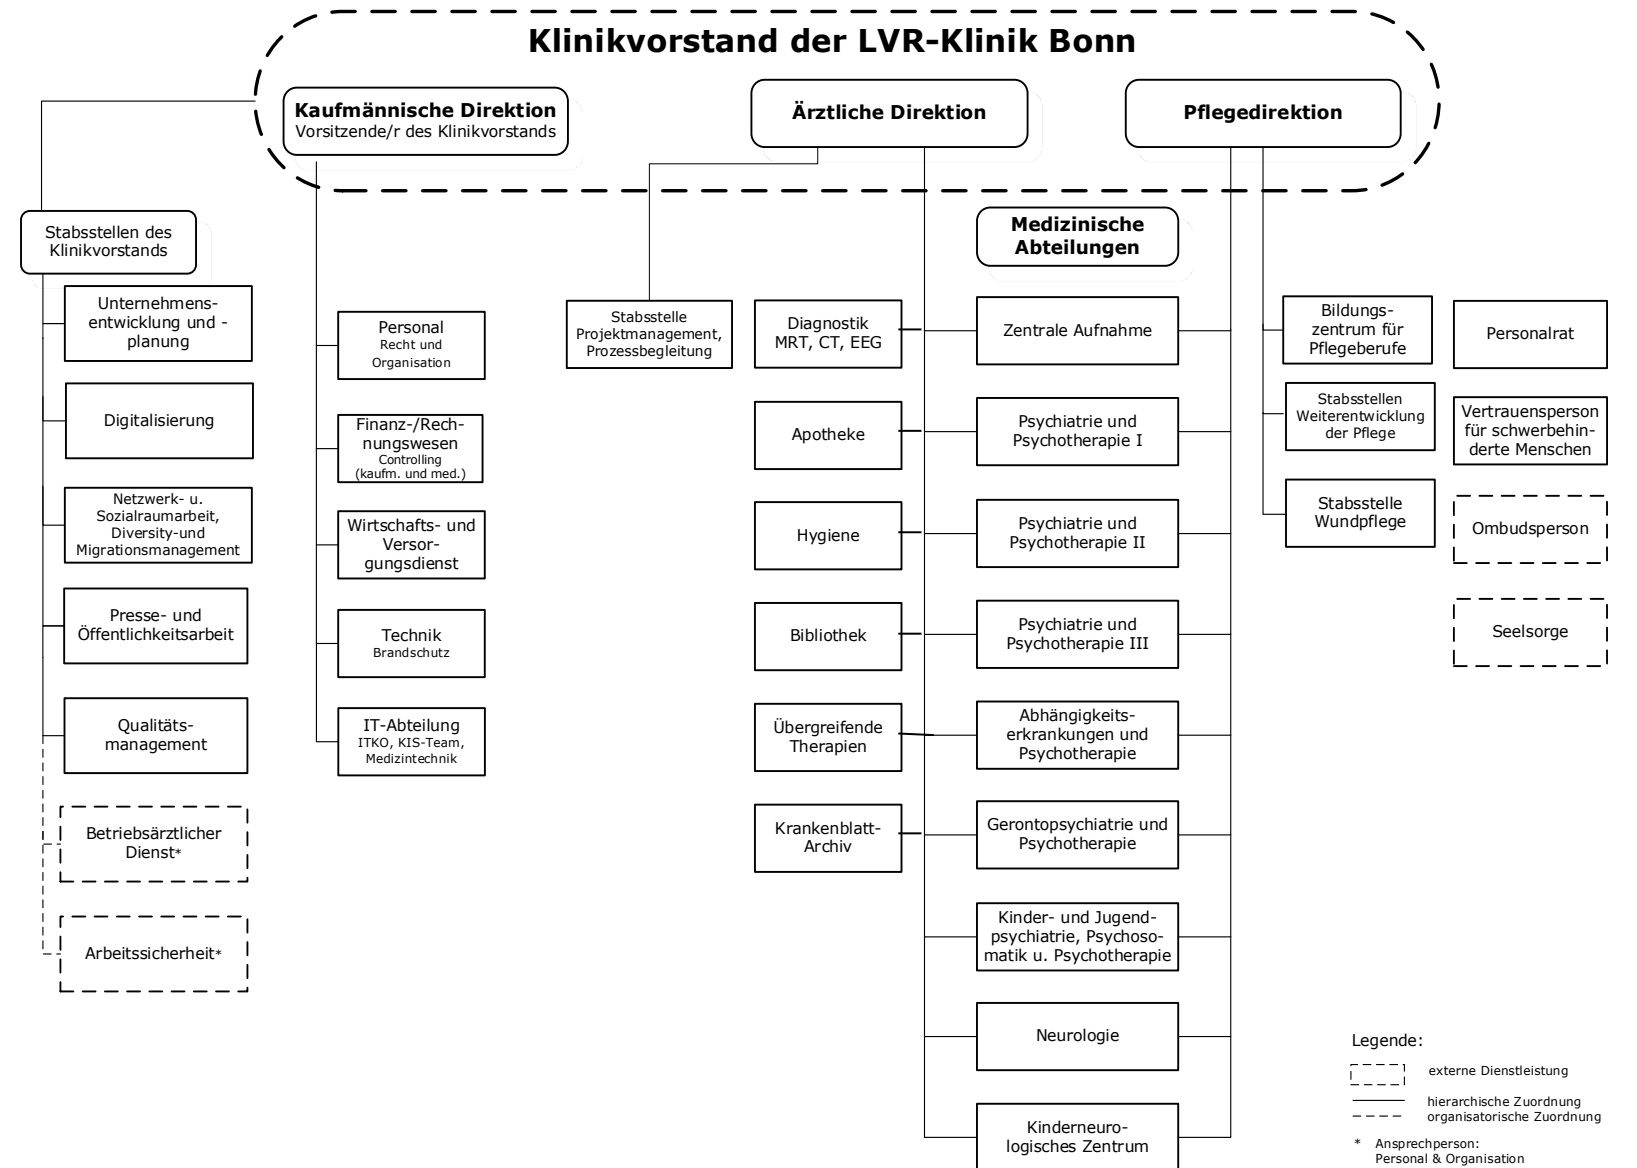 Klinikvorstand der LVR-Klinik Bonn
Kaufmännische Direktion
Vorsitzende/r des Klinikvorstands
Ärztliche Direktion
Pflegedirektion
Stabsstellen des
Klinikvorstands
Unternehmens-
entwicklung und -
planung
Digitalisierung
Netzwerk- u.
Sozialraumarbeit,
Diversity-und
Migrationsmanagement
Presse- und
Öffentlichkeitsarbeit
Qualitäts-
management
Betriebsärztlicher
Dienst*
Arbeitssicherheit*
Personal
Recht und
Organisation
Finanz-/Rech-
nungswesen
Controlling
(kaufm. und med.)
Wirtschafts- und
Versor-
gungsdienst
Technik
Brandschutz
IT-Abteilung
ITKO, KIS-Team,
Medizintechnik
Stabsstelle
Projektmanagement,
Prozessbegleitung
Diagnostik
MRT, CT, EEG
Apotheke
Hygiene
Bibliothek
Übergreifende
Therapien
Krankenblatt-
Archiv
Medizinische
Abteilungen
Zentrale Aufnahme
Psychiatrie und
Psychotherapie I
Psychiatrie und
Psychotherapie II
Psychiatrie und
Psychotherapie III
Abhängigkeits-
erkrankungen und
Psychotherapie
Gerontopsychiatrie und
Psychotherapie
Kinder- und Jugend-
psychiatrie, Psychoso-
matik u. Psychotherapie
Neurologie
Kinderneuro-
logisches Zentrum
Bildungs-
zentrum für
Pflegeberufe
Stabsstellen
Weiterentwicklung
der Pflege
Stabsstelle
Wundpflege
Personalrat
Vertrauensperson
für schwerbehin-
derte Menschen
Ombudsperson
Seelsorge
Legende:
externe Dienstleistung
hierarchische Zuordnung
organisatorische Zuordnung
* Ansprechperson:
Personal & Organisation